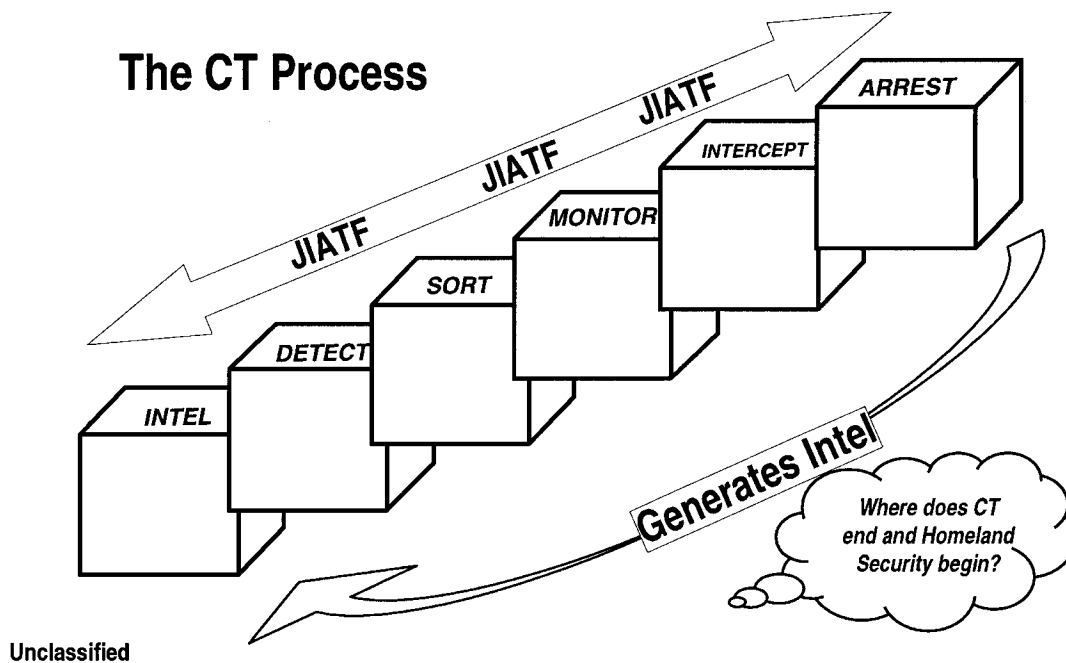 The CT Process
JIATF
JIATF
JIATF
ARREST
INTERCEPT
MONITOR
SORT
DETECT
INTEL
Generates Intel
Where does CT
end and Homeland
Security begin?
Unclassified